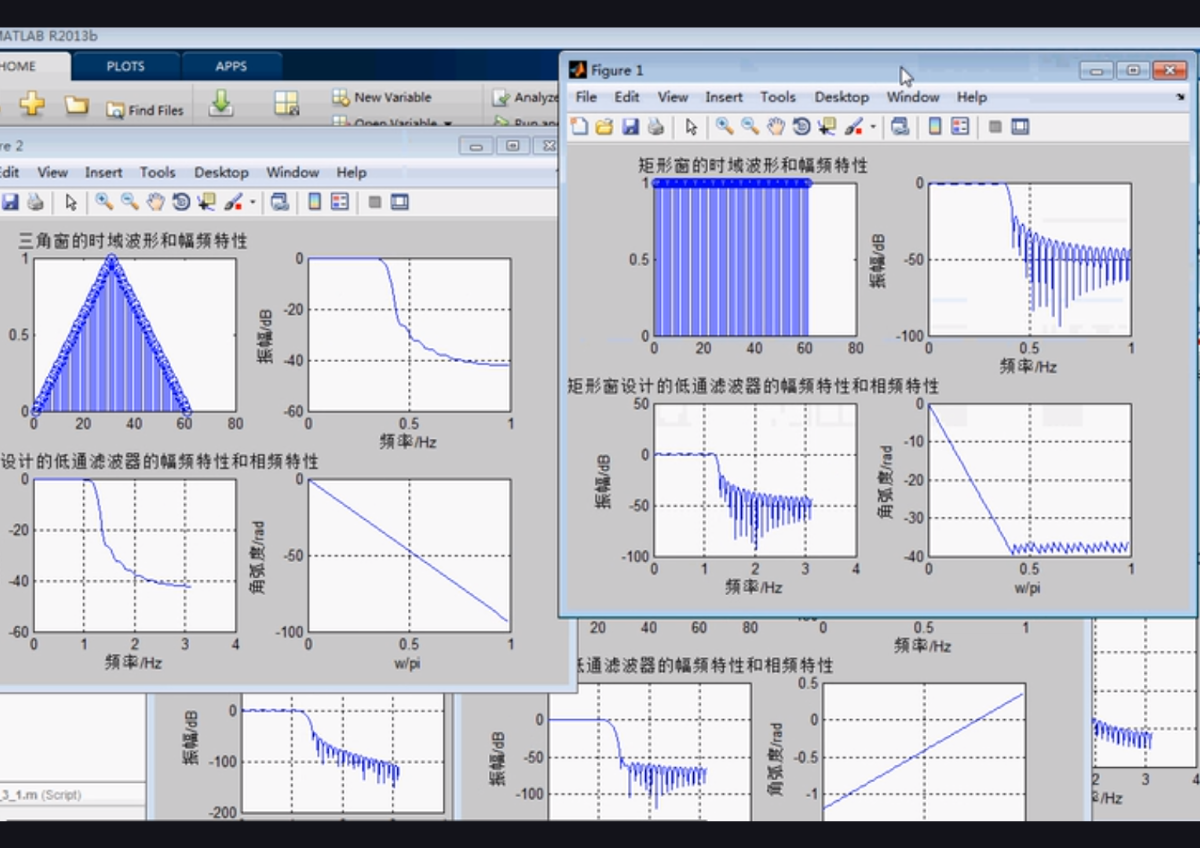 MATLAB R2013b
HOME PLOTS APPS
Find Files
New Variable
Open Variable
Analyze
Run an
re 2
Edit View Insert Tools Desktop Window Help
三角窗的时域波形和幅频特性
1
0.5
0
0 20 40 60 80
振幅/dB
0
-20
-40
-60
0 0.5 1
频率/Hz
设计的低通滤波器的幅频特性和相频特性
0
-20
-40
-60
0 1 2 3 4
频率/Hz
角弧度/rad
0
-50
-100
0 0.5 1
w/pi
Figure 1
File Edit View Insert Tools Desktop Window Help
矩形窗的时域波形和幅频特性
1
0.5
0
0 20 40 60 80
振幅/dB
0
-50
-100
0 0.5 1
频率/Hz
矩形窗设计的低通滤波器的幅频特性和相频特性
振幅/dB
50
0
-50
-100
0 1 2 3 4
频率/Hz
角弧度/rad
0
-10
-20
-30
-40
0 0.5 1
w/pi
20 40 60 80
0 0.5 1
频率/Hz
低通滤波器的幅频特性和相频特性
振幅/dB
0
-100
-200
振幅/dB
0
-50
-100
角弧度/rad
0.5
0
-0.5
-1
2 3 4
/Hz
_3_1.m (Script)